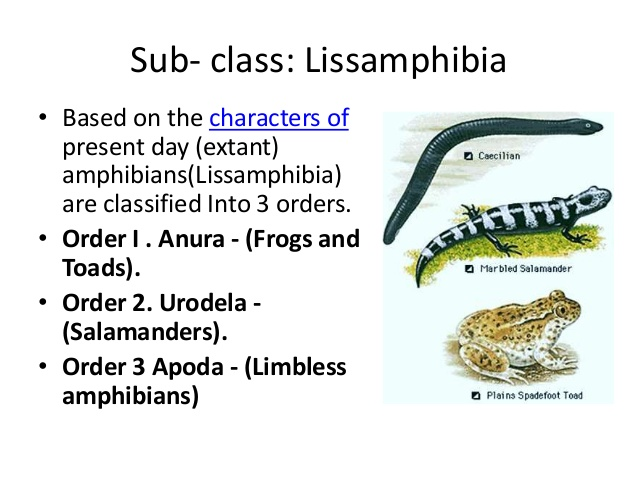 Sub- class: Lissamphibia
• Based on the characters of
present day (extant)
amphibians(Lissamphibia)
are classified Into 3 orders.
• Order I . Anura - (Frogs and
Toads).
• Order 2. Urodela -
(Salamanders).
• Order 3 Apoda - (Limbless
amphibians)
Caecilian
Marbled Salamander
Plains Spadefoot Toad